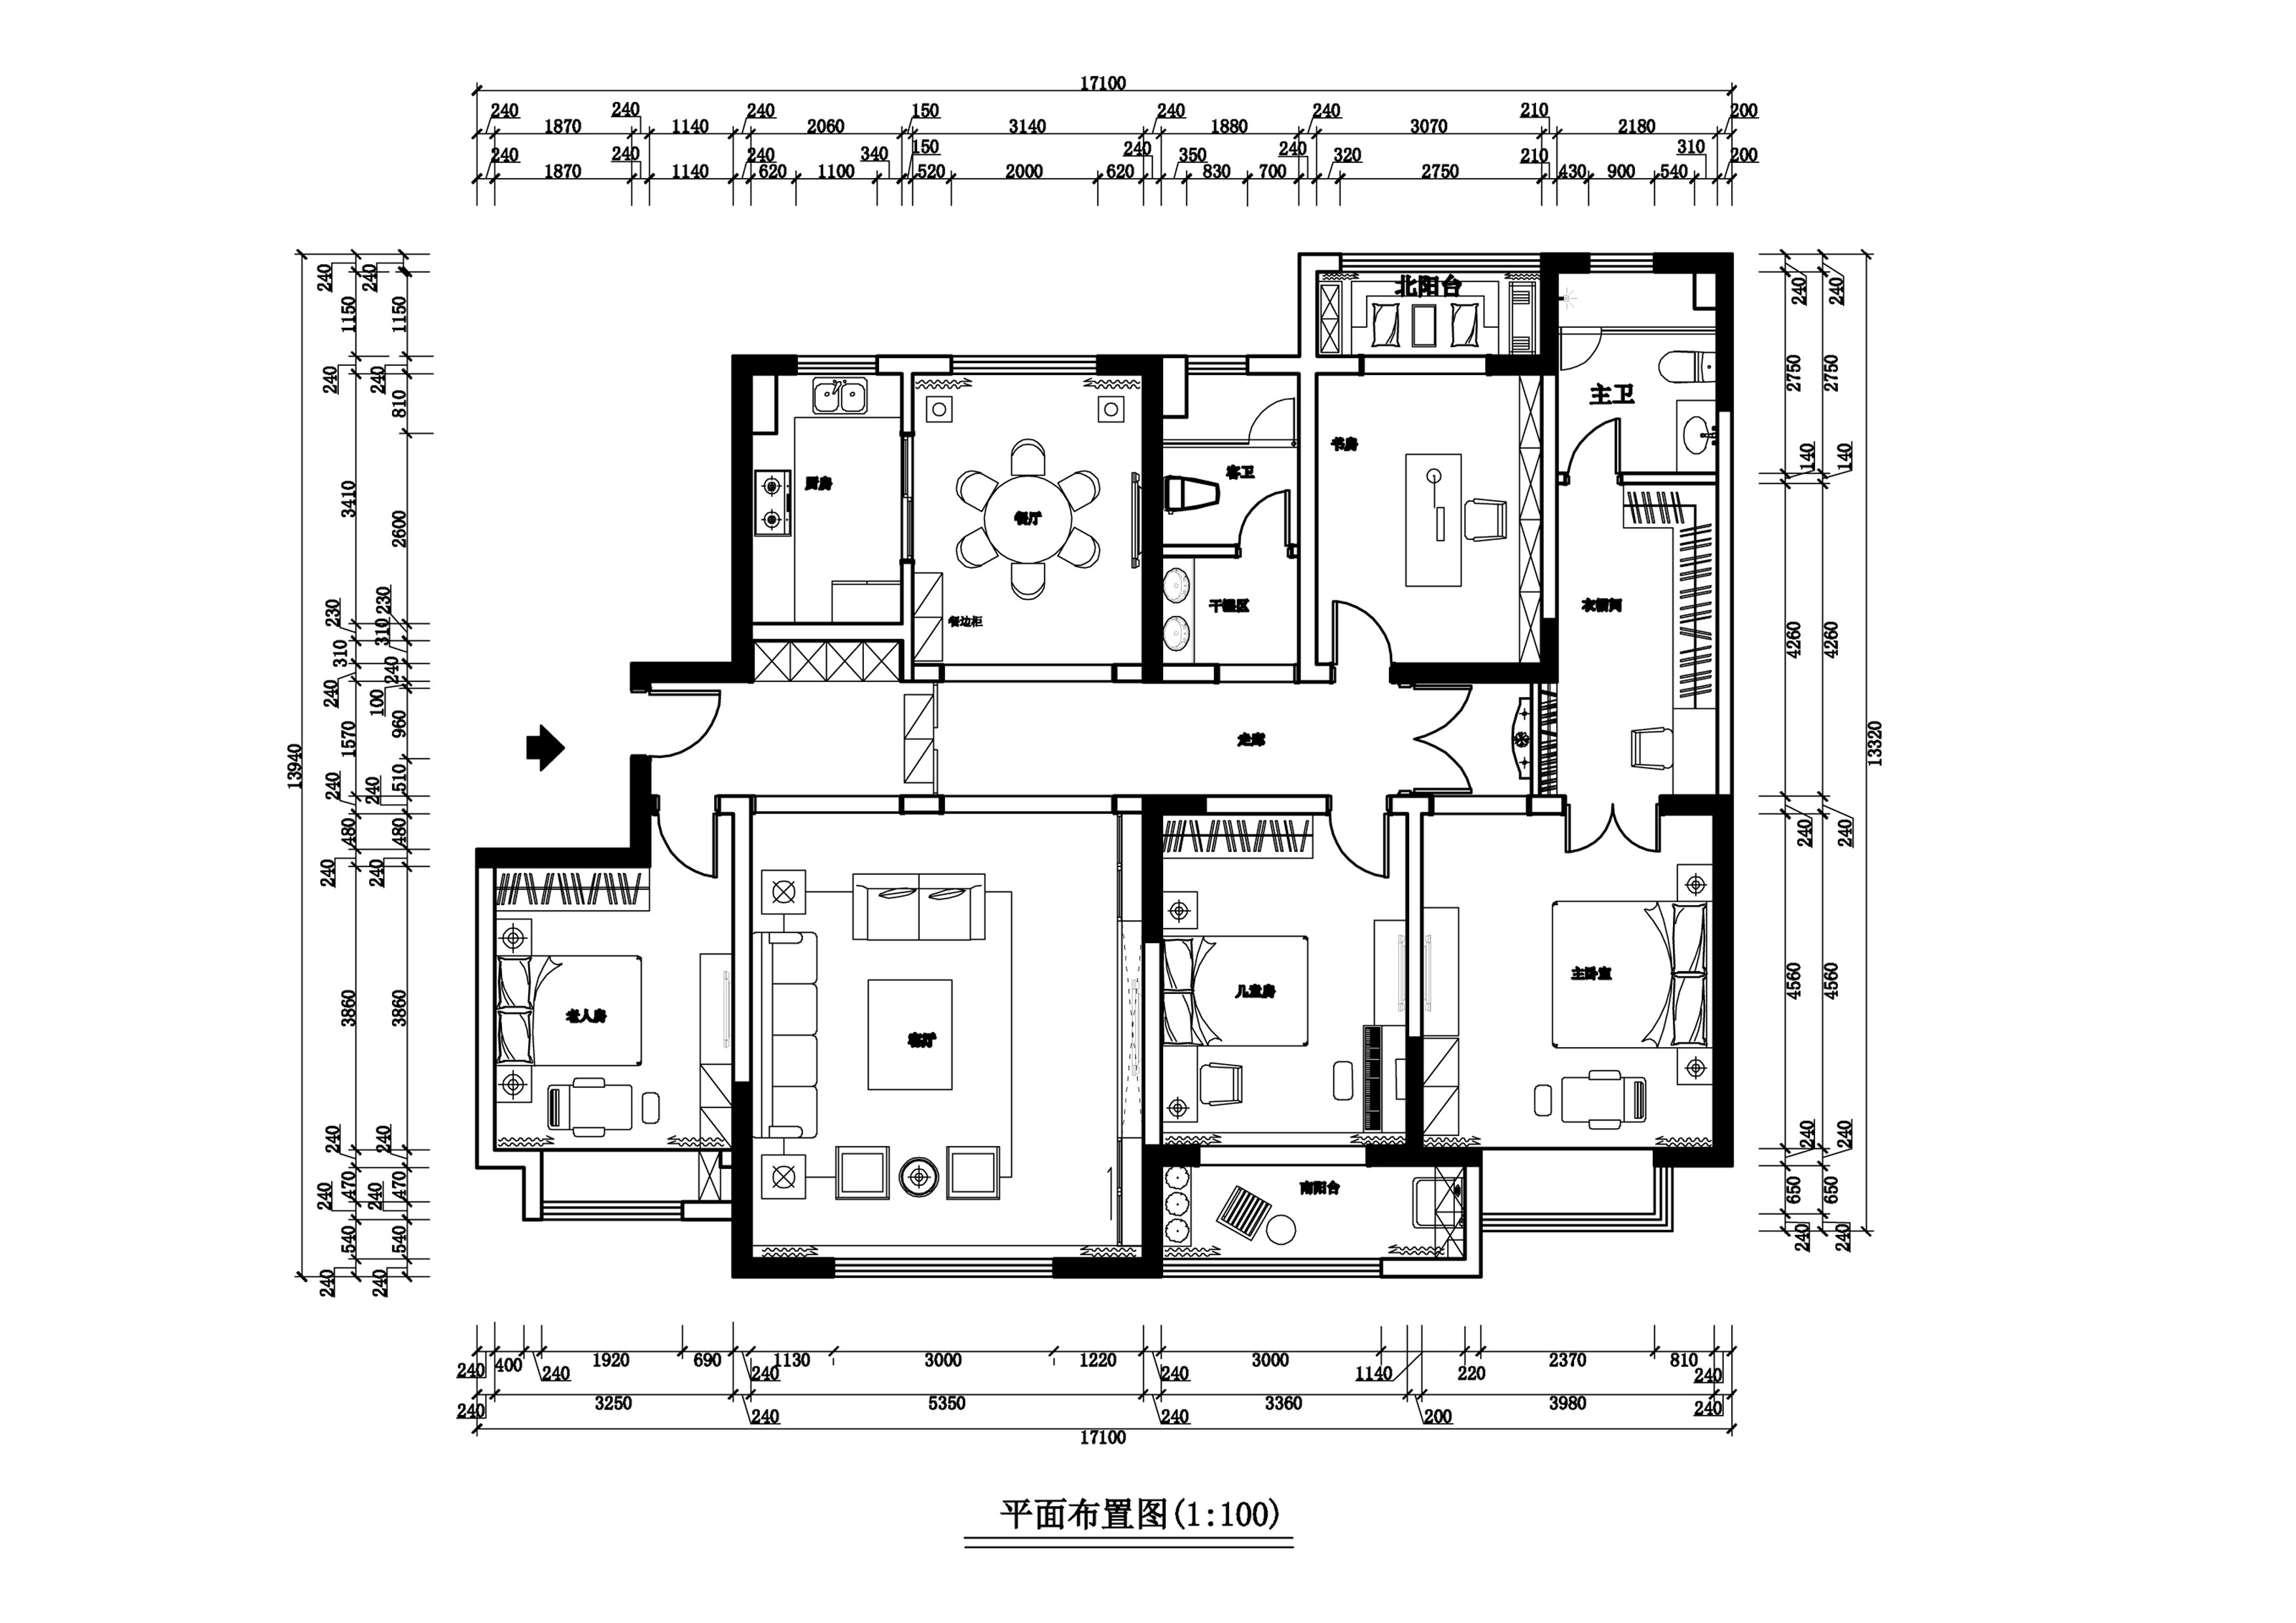 17100
240 240 240 150 240 240 210 200
1870 1140 2060 3140 1880 3070 2180
240 240 240 340 150 240 350 240 320 210 310 200
1870 1140 620 1100 520 2000 620 830 700 2750 430 900 540
13940
240 1150 240 3410 230 310 240 1570 240 480 240 3860 240 470 240 540 240
240 1150 240 810 2600 230 310 240 100 960 510 240 480 240 3860 240 470 240 540 240
北阳台
主卫
书房
客卫
厨房
餐厅
干湿区
衣帽间
餐边柜
走廊
主卧室
儿童房
老人房
客厅
南阳台
240 2750 140 4260 240 4560 240 650 240
240 2750 140 4260 240 4560 240 650 240
13320
240 400 240 1920 690 240 1130 3000 1220 240 3000 1140 220 2370 810 240
240 3250 240 5350 240 3360 200 3980 240
17100
平面布置图(1:100)